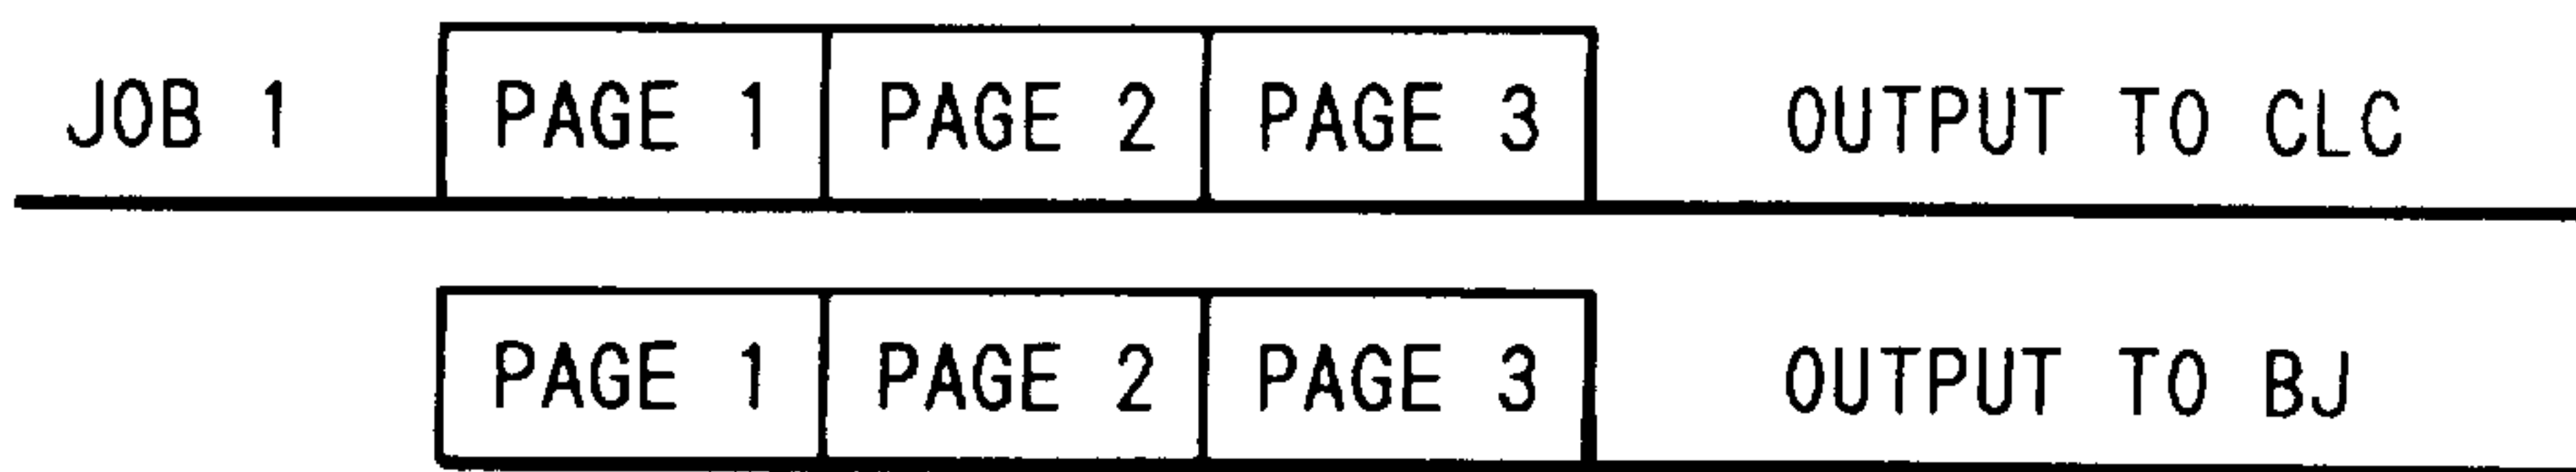 JOB 1 PAGE 1 PAGE 2 PAGE 3 OUTPUT TO CLC
PAGE 1 PAGE 2 PAGE 3 OUTPUT TO BJ